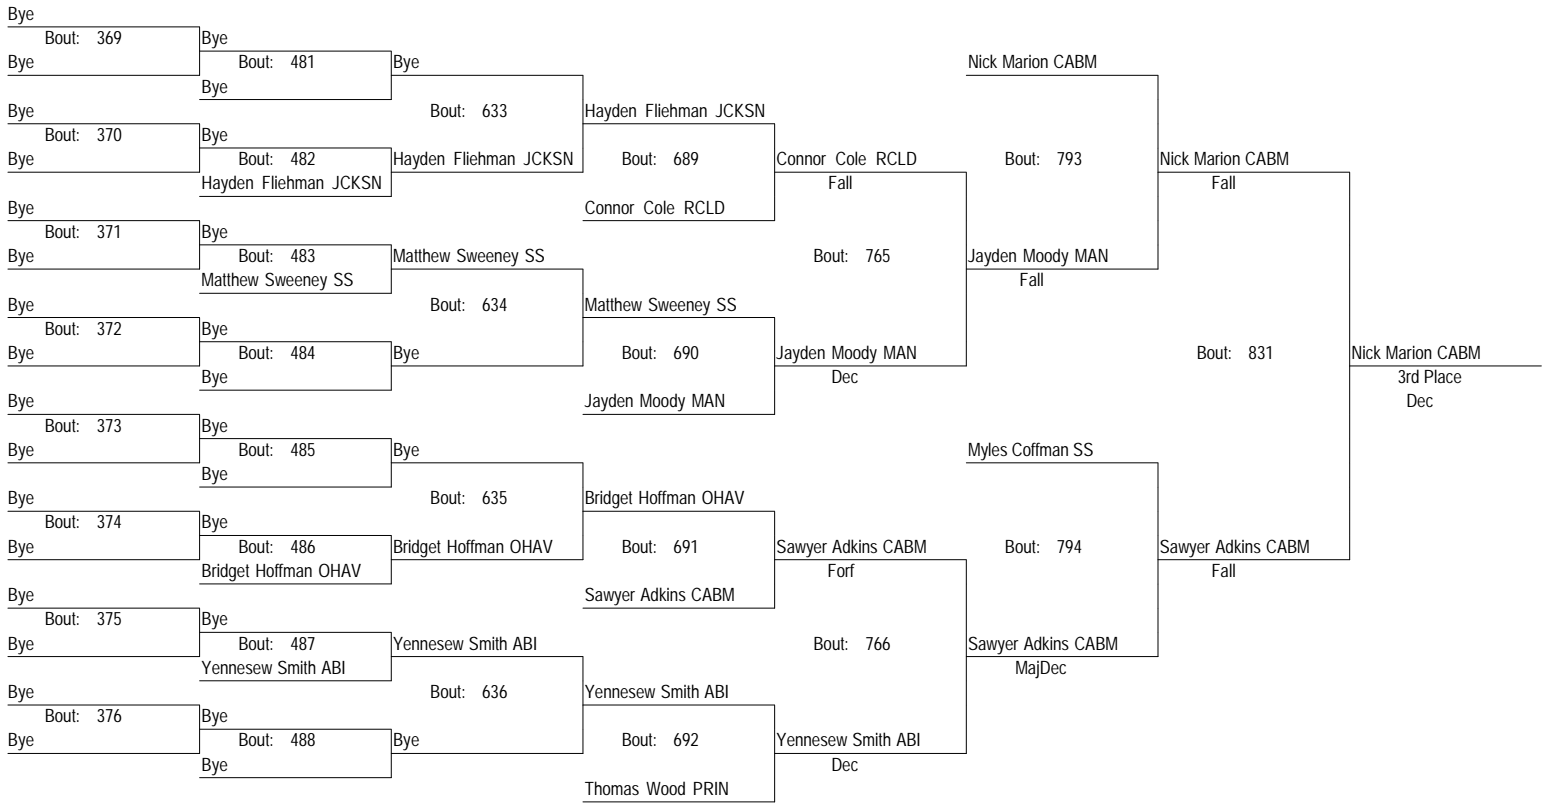 Bye
Bout: 369
Bye
Bye
Bout: 370
Bye
Bye
Bout: 371
Bye
Bye
Bout: 372
Bye
Bye
Bout: 373
Bye
Bye
Bout: 374
Bye
Bye
Bout: 375
Bye
Bye
Bout: 376
Bye
Bye
Bout: 481
Bye
Bye
Bout: 482
Hayden Fliehman JCKSN
Bye
Bout: 483
Matthew Sweeney SS
Bye
Bout: 484
Bye
Bye
Bout: 485
Bye
Bye
Bout: 486
Bridget Hoffman OHAV
Bye
Bout: 487
Yennesew Smith ABI
Bye
Bout: 488
Bye
Bye
Bout: 633
Hayden Fliehman JCKSN
Matthew Sweeney SS
Bout: 634
Bye
Bye
Bout: 635
Bridget Hoffman OHAV
Yennesew Smith ABI
Bout: 636
Bye
Hayden Fliehman JCKSN
Bout: 689
Connor Cole RCLD
Matthew Sweeney SS
Bout: 690
Jayden Moody MAN
Bridget Hoffman OHAV
Bout: 691
Sawyer Adkins CABM
Yennesew Smith ABI
Bout: 692
Thomas Wood PRIN
Connor Cole RCLD
Fall
Bout: 765
Jayden Moody MAN
Dec
Sawyer Adkins CABM
Forf
Bout: 766
Yennesew Smith ABI
Dec
Nick Marion CABM
Bout: 793
Jayden Moody MAN
Fall
Myles Coffman SS
Bout: 794
Sawyer Adkins CABM
MajDec
Nick Marion CABM
Fall
Bout: 831
Sawyer Adkins CABM
Fall
Nick Marion CABM
3rd Place
Dec